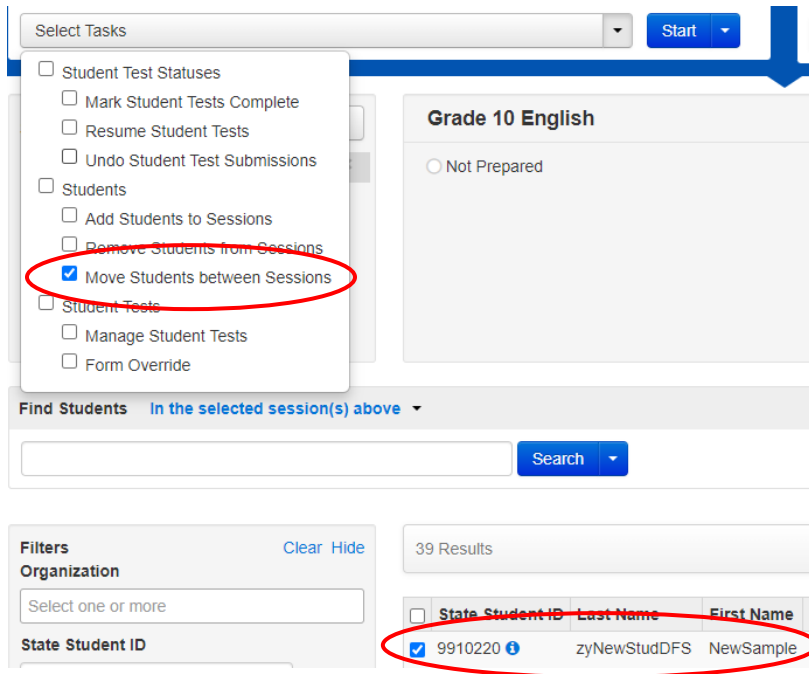 Select Tasks
Start
Student Test Statuses
Mark Student Tests Complete
Resume Student Tests
Undo Student Test Submissions
Students
Add Students to Sessions
Remove Students from Sessions
Move Students between Sessions
Student Tests
Manage Student Tests
Form Override
Grade 10 English
Not Prepared
Find Students In the selected session(s) above
Search
Filters Clear Hide
Organization
Select one or more
State Student ID
39 Results
State Student ID Last Name First Name
9910220 zyNewStudDFS NewSample